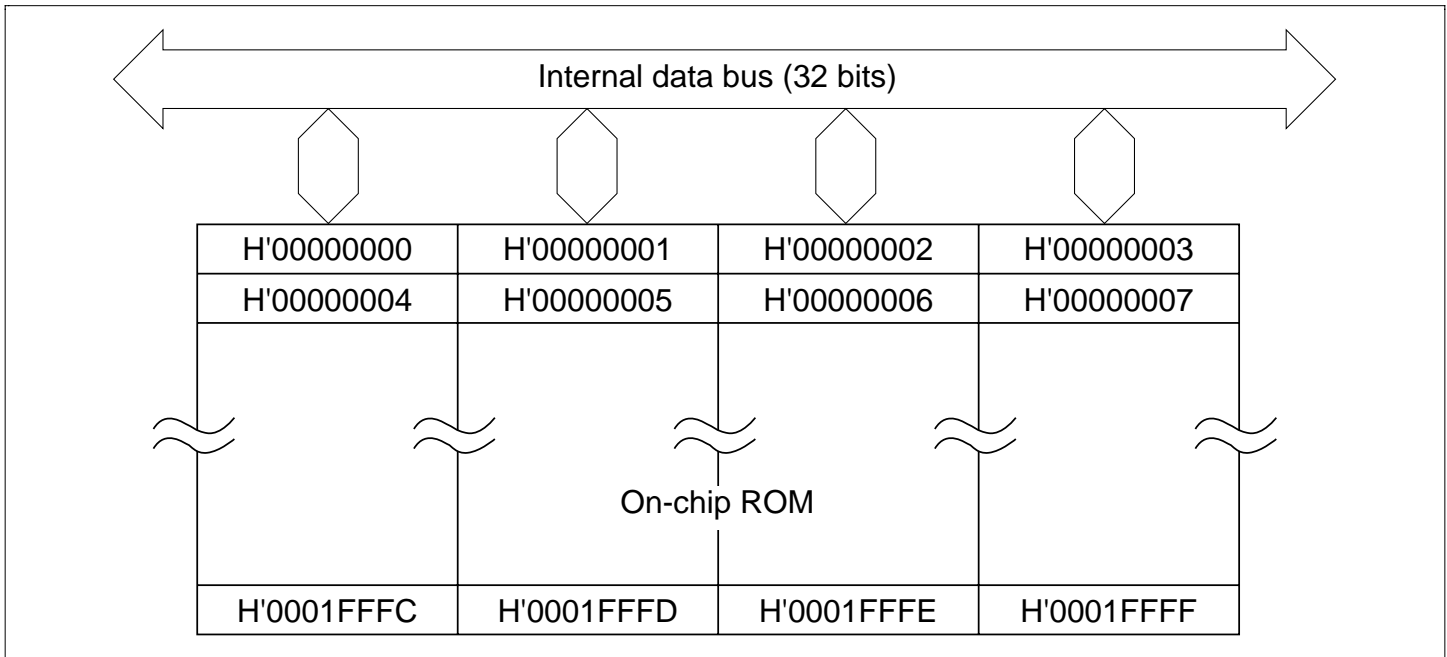 Internal data bus (32 bits)
H'00000000 H'00000001 H'00000002 H'00000003
H'00000004 H'00000005 H'00000006 H'00000007
On-chip ROM
H'0001FFFC H'0001FFFD H'0001FFFE H'0001FFFF